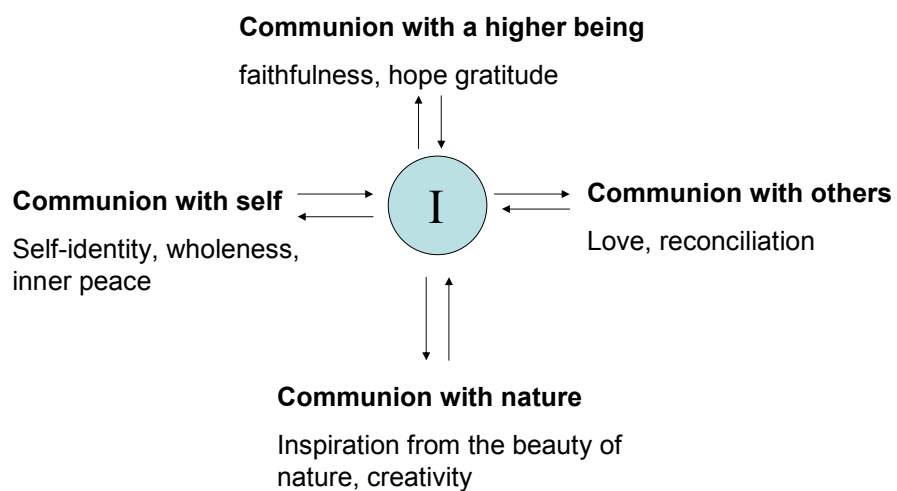 Communion with a higher being
faithfulness, hope gratitude
Communion with self
Self-identity, wholeness,
inner peace
I
Communion with others
Love, reconciliation
Communion with nature
Inspiration from the beauty of
nature, creativity